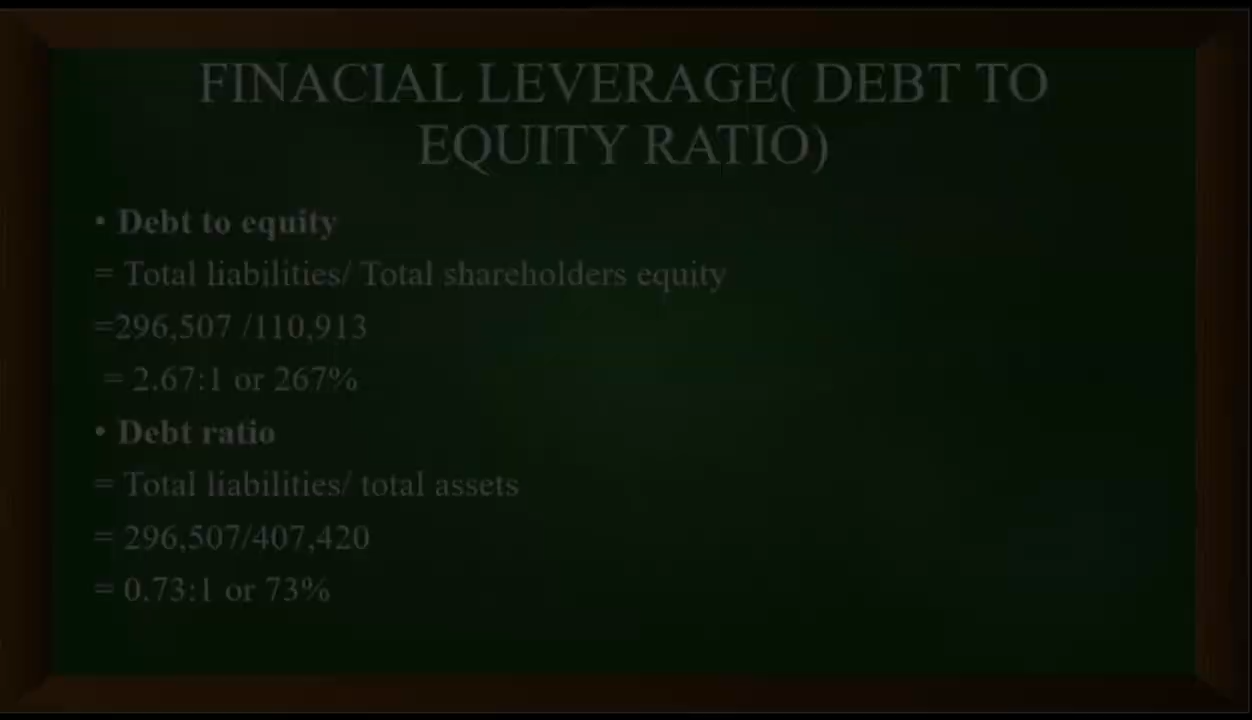 FINACIAL LEVERAGE( DEBT TO
EQUITY RATIO)
• Debt to equity
= Total liabilities/ Total shareholders equity
=296,507 /110,913
= 2.67:1 or 267%
• Debt ratio
= Total liabilities/ total assets
= 296,507/407,420
= 0.73:1 or 73%